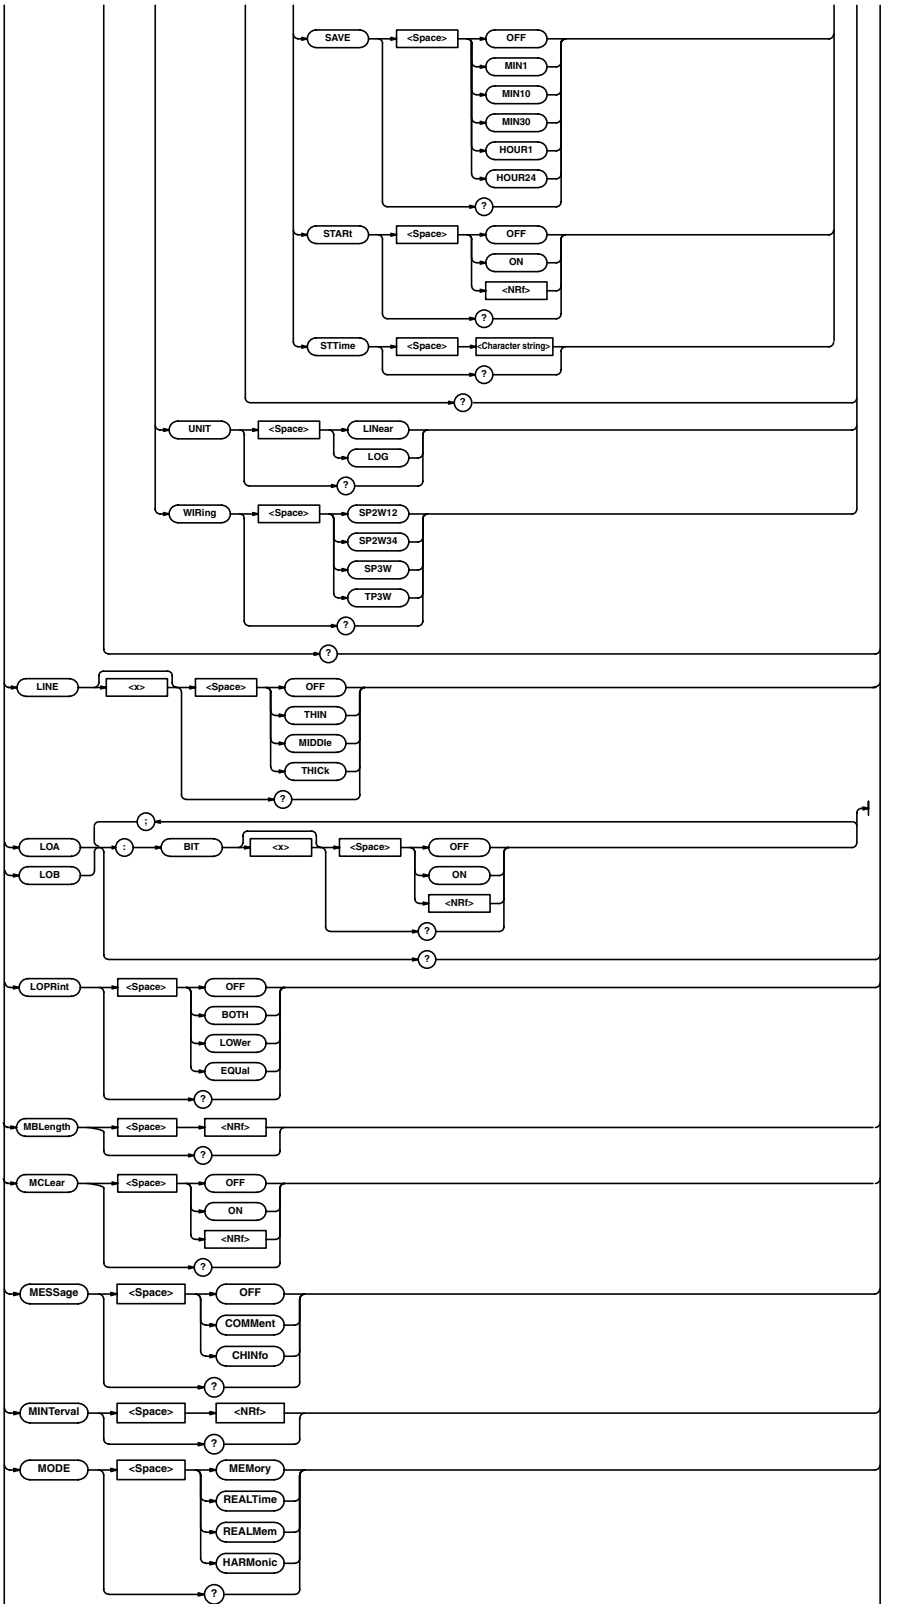 SAVE <Space> OFF
MIN1
MIN10
MIN30
HOUR1
HOUR24
?
STARt <Space> OFF
ON
<NRf>
?
STTime <Space> <Character string>
?
?
UNIT <Space> LINear
LOG
?
WIRing <Space> SP2W12
SP2W34
SP3W
TP3W
?
?
LINE <x> <Space> OFF
THIN
MIDDle
THICk
?
;
LOA : BIT <x> <Space> OFF
LOB ON
<NRf>
?
?
LOPRint <Space> OFF
BOTH
LOWer
EQUal
?
MBLength <Space> <NRf>
?
MCLear <Space> OFF
ON
<NRf>
?
MESSage <Space> OFF
COMMent
CHINfo
?
MINTerval <Space> <NRf>
?
MODE <Space> MEMory
REALTime
REALMem
HARMonic
?